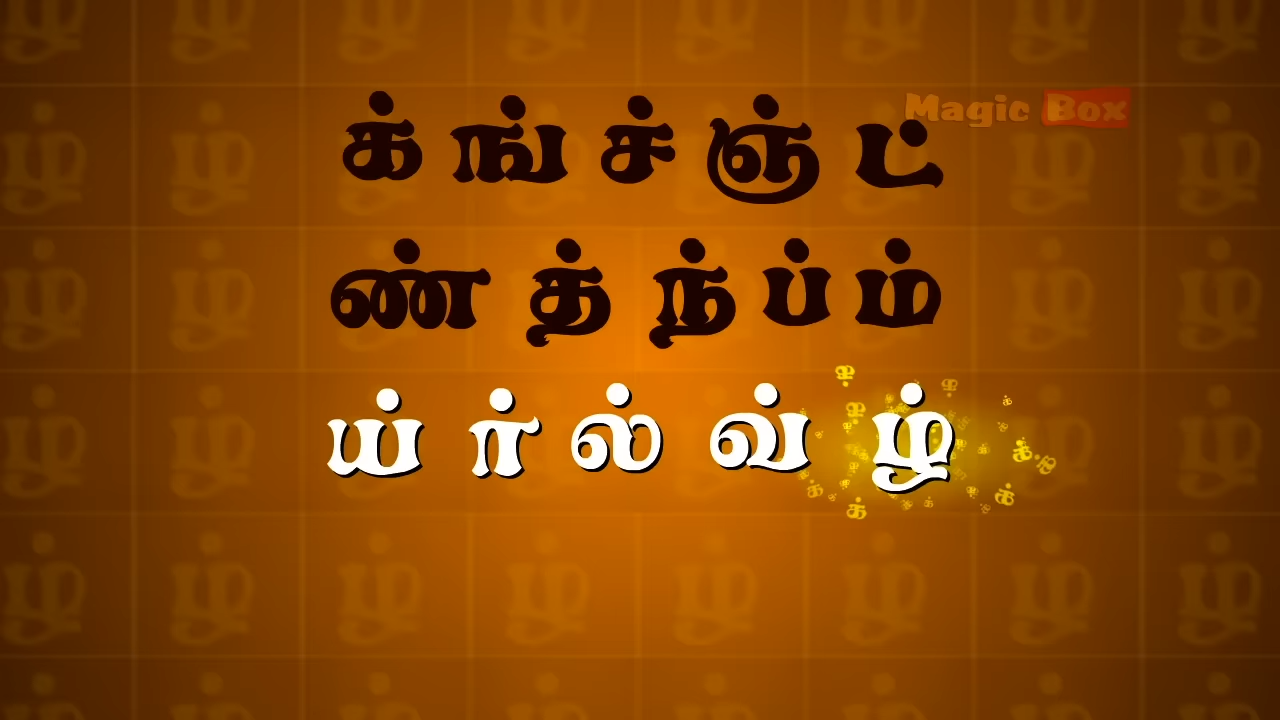 Magic Box
க் ங் ச் ஞ் ட்
ண் த் ந் ப் ம்
ய் ர் ல் வ் ழ்